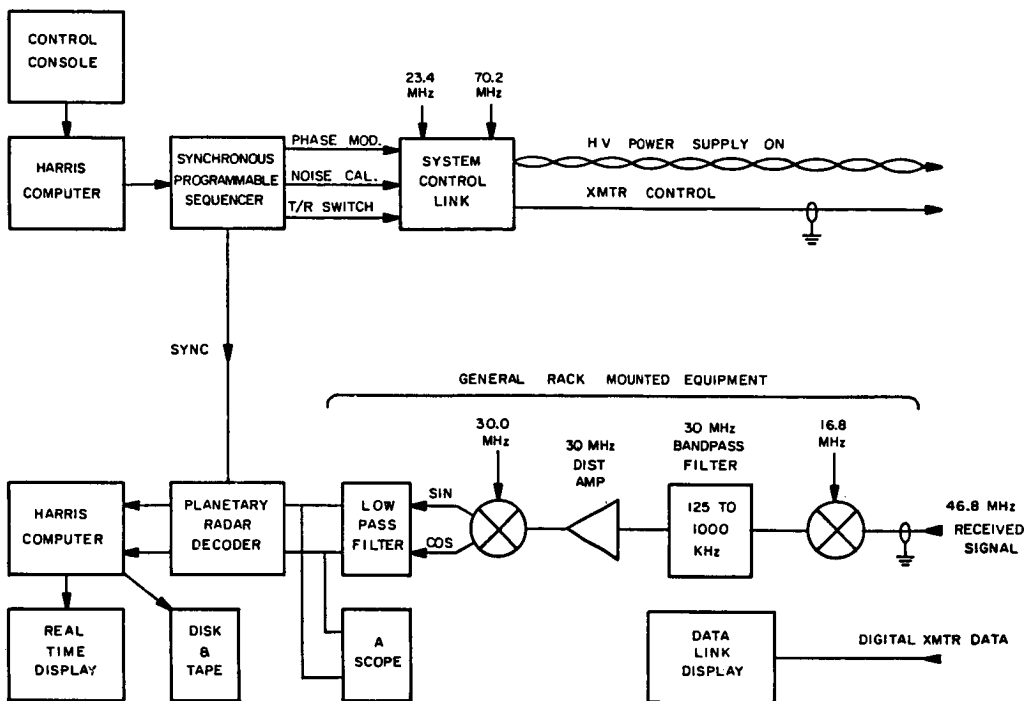 CONTROL
CONSOLE
HARRIS
COMPUTER
SYNCHRONOUS
PROGRAMMABLE
SEQUENCER
PHASE MOD.
NOISE CAL.
T/R SWITCH
23.4
MHz
70.2
MHz
SYSTEM
CONTROL
LINK
HV POWER SUPPLY ON
XMTR CONTROL
SYNC
GENERAL RACK MOUNTED EQUIPMENT
HARRIS
COMPUTER
PLANETARY
RADAR
DECODER
LOW
PASS
FILTER
SIN
COS
30.0
MHz
30 MHz
DIST
AMP
30 MHz
BANDPASS
FILTER
125 TO
1000
KHz
16.8
MHz
46.8 MHz
RECEIVED
SIGNAL
REAL
TIME
DISPLAY
DISK
&
TAPE
A
SCOPE
DATA
LINK
DISPLAY
DIGITAL XMTR DATA